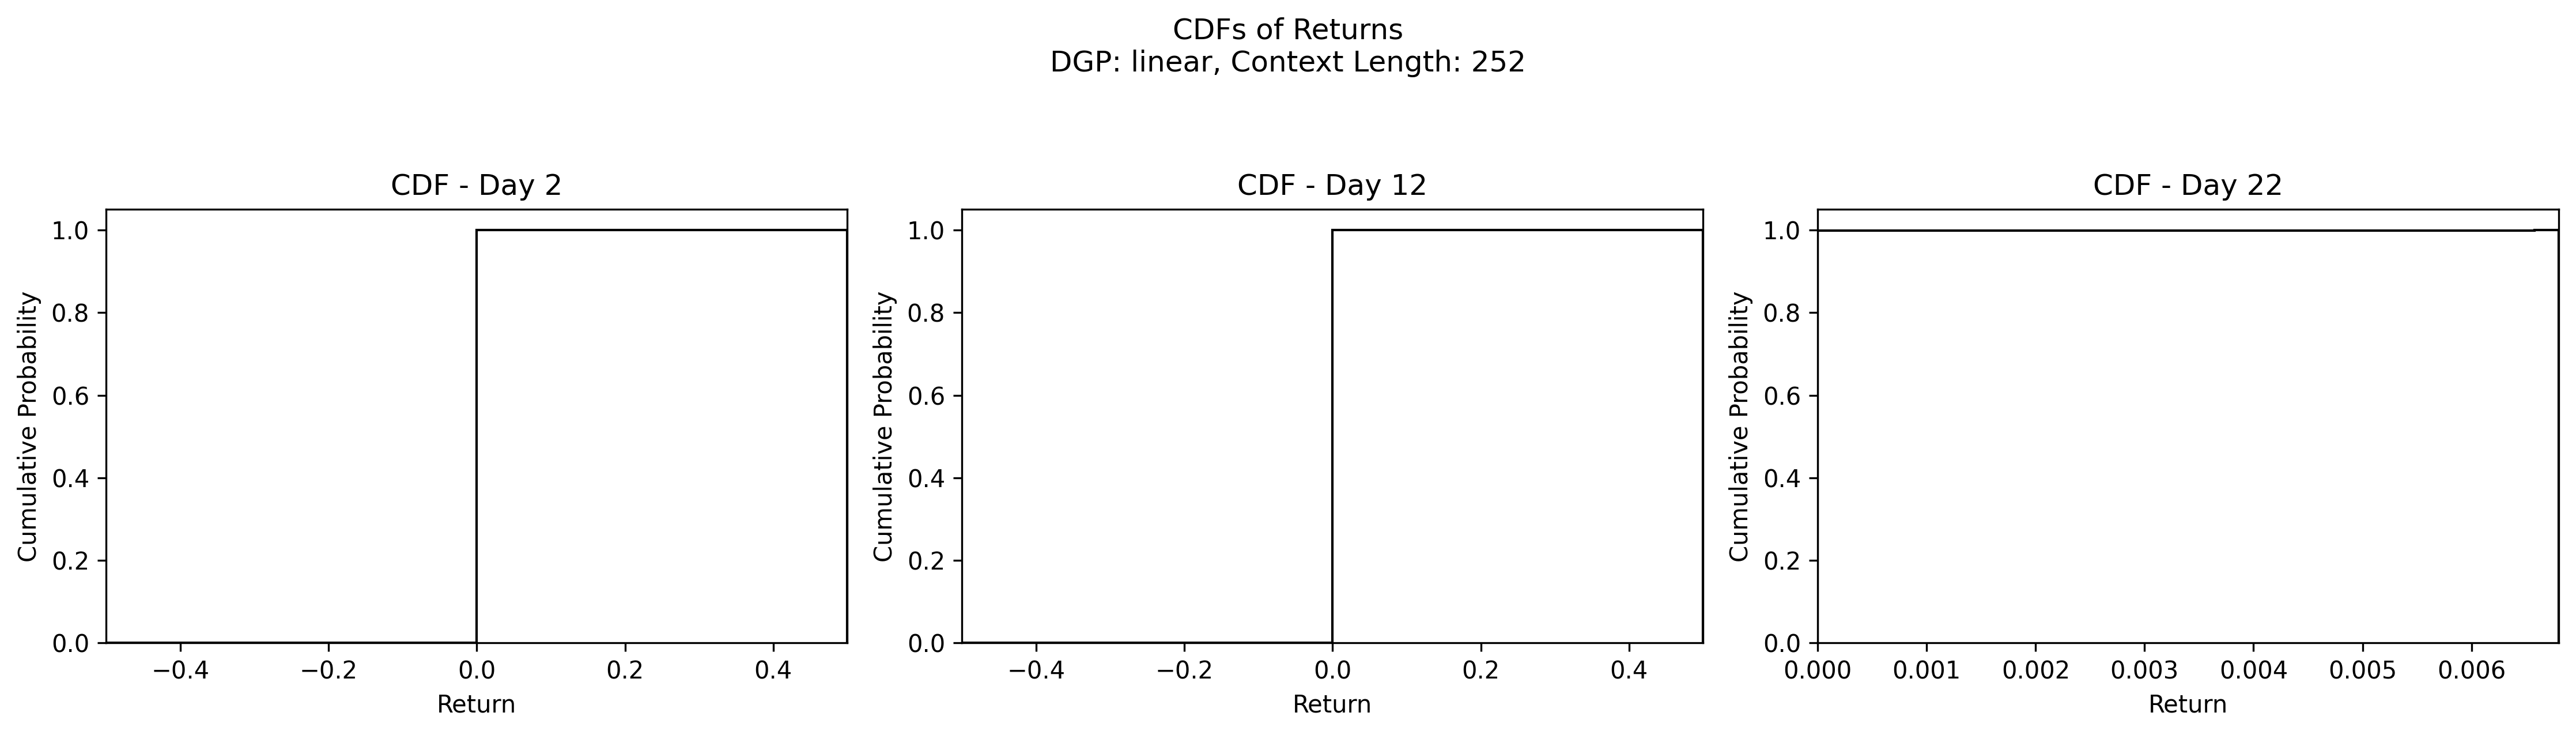 CDFs of Returns
DGP: linear, Context Length: 252
CDF - Day 2
Cumulative Probability
1.0
0.8
0.6
0.4
0.2
0.0
−0.4 −0.2 0.0 0.2 0.4
Return
CDF - Day 12
Cumulative Probability
1.0
0.8
0.6
0.4
0.2
0.0
−0.4 −0.2 0.0 0.2 0.4
Return
CDF - Day 22
Cumulative Probability
1.0
0.8
0.6
0.4
0.2
0.0
0.000 0.001 0.002 0.003 0.004 0.005 0.006
Return